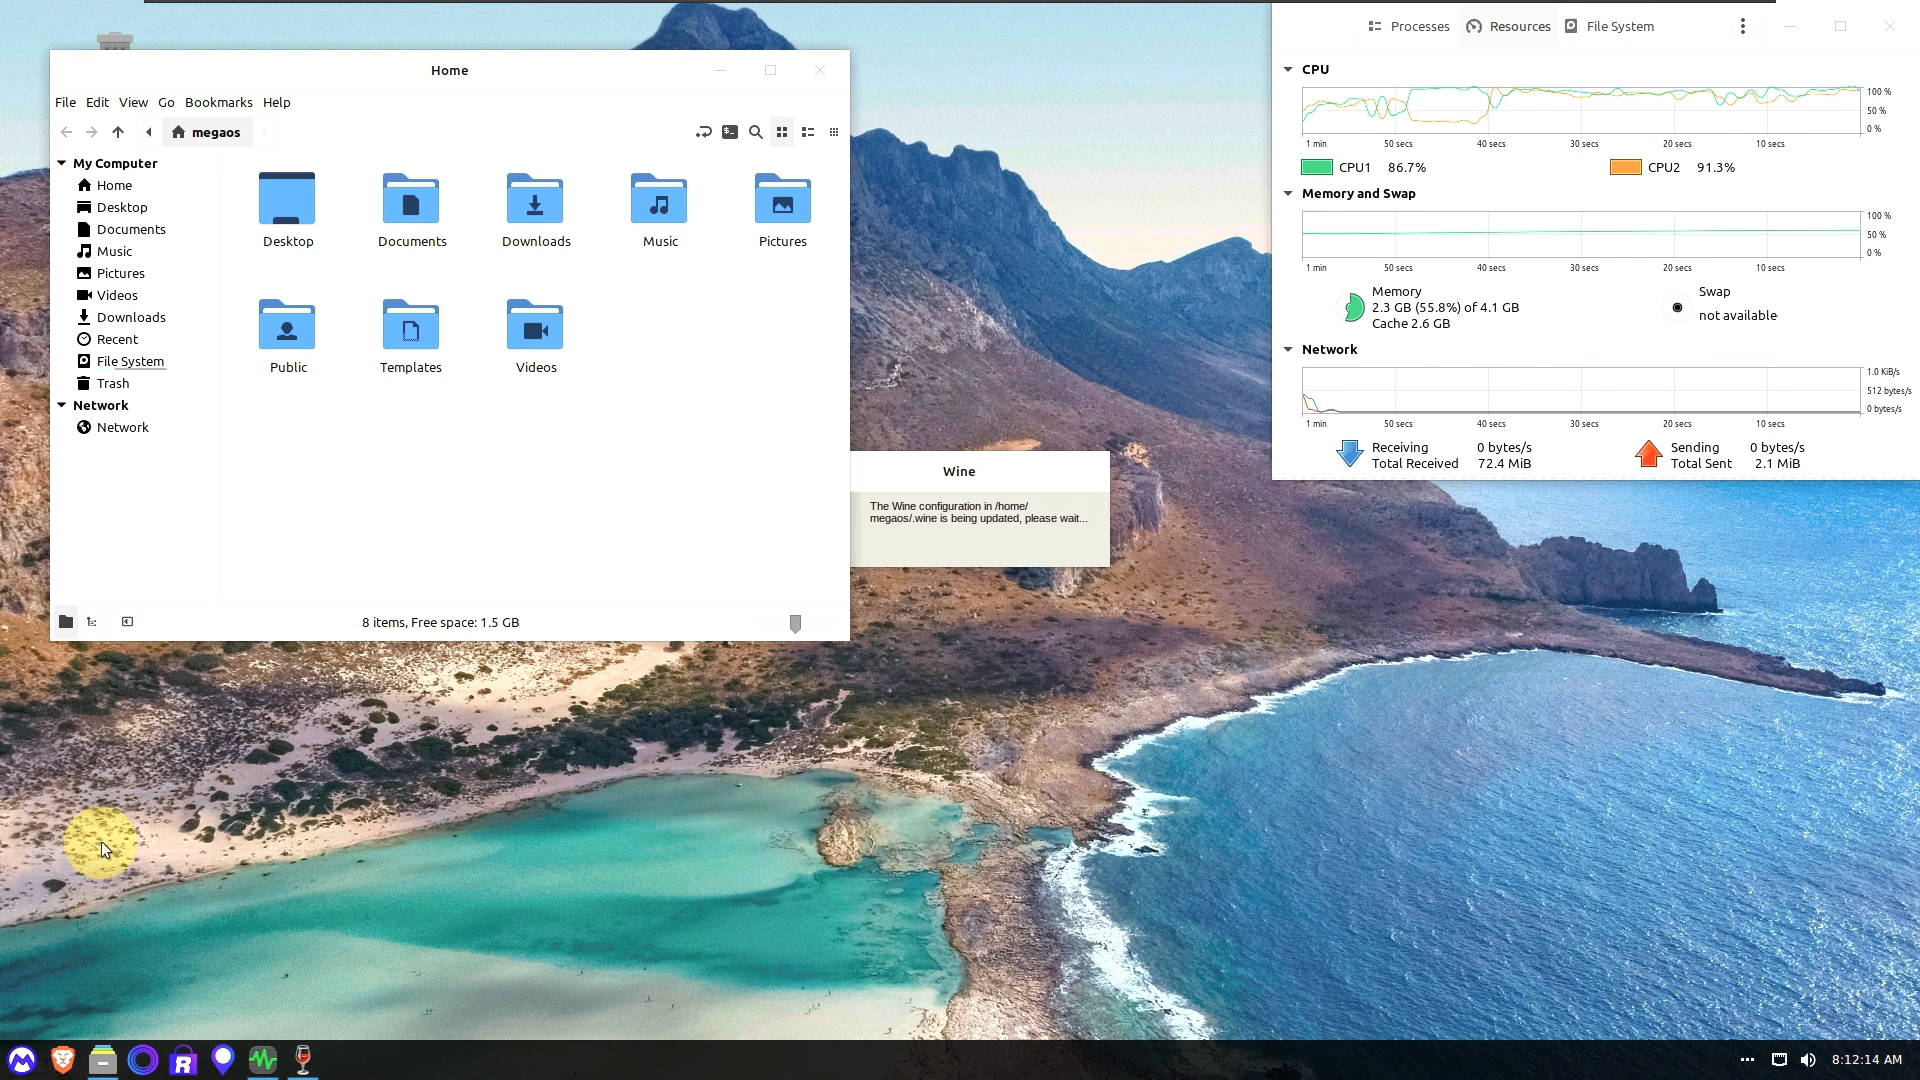 Home
File Edit View Go Bookmarks Help
megaos
My Computer
Home
Desktop
Documents
Music
Pictures
Videos
Downloads
Recent
File System
Trash
Network
Network
Desktop
Documents
Downloads
Music
Pictures
Public
Templates
Videos
8 items, Free space: 1.5 GB
Wine
The Wine configuration in /home/
megaos/.wine is being updated, please wait...
Processes Resources File System
CPU
100 %
50 %
0 %
1 min 50 secs 40 secs 30 secs 20 secs 10 secs
CPU1 86.7% CPU2 91.3%
Memory and Swap
100 %
50 %
0 %
1 min 50 secs 40 secs 30 secs 20 secs 10 secs
Memory
2.3 GB (55.8%) of 4.1 GB
Cache 2.6 GB
Swap
not available
Network
1.0 KiB/s
512 bytes/s
0 bytes/s
1 min 50 secs 40 secs 30 secs 20 secs 10 secs
Receiving 0 bytes/s
Total Received 72.4 MiB
Sending 0 bytes/s
Total Sent 2.1 MiB
8:12:14 AM